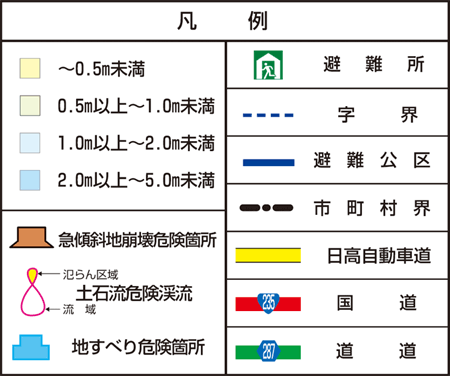 凡 例
～0.5m未満
0.5m以上～1.0m未満
1.0m以上～2.0m未満
2.0m以上～5.0m未満
急傾斜地崩壊危険箇所
氾らん区域
土石流危険渓流
流 域
地すべり危険箇所
避 難 所
字 界
避 難 公 区
市 町 村 界
日高自動車道
235
国 道
287
道 道